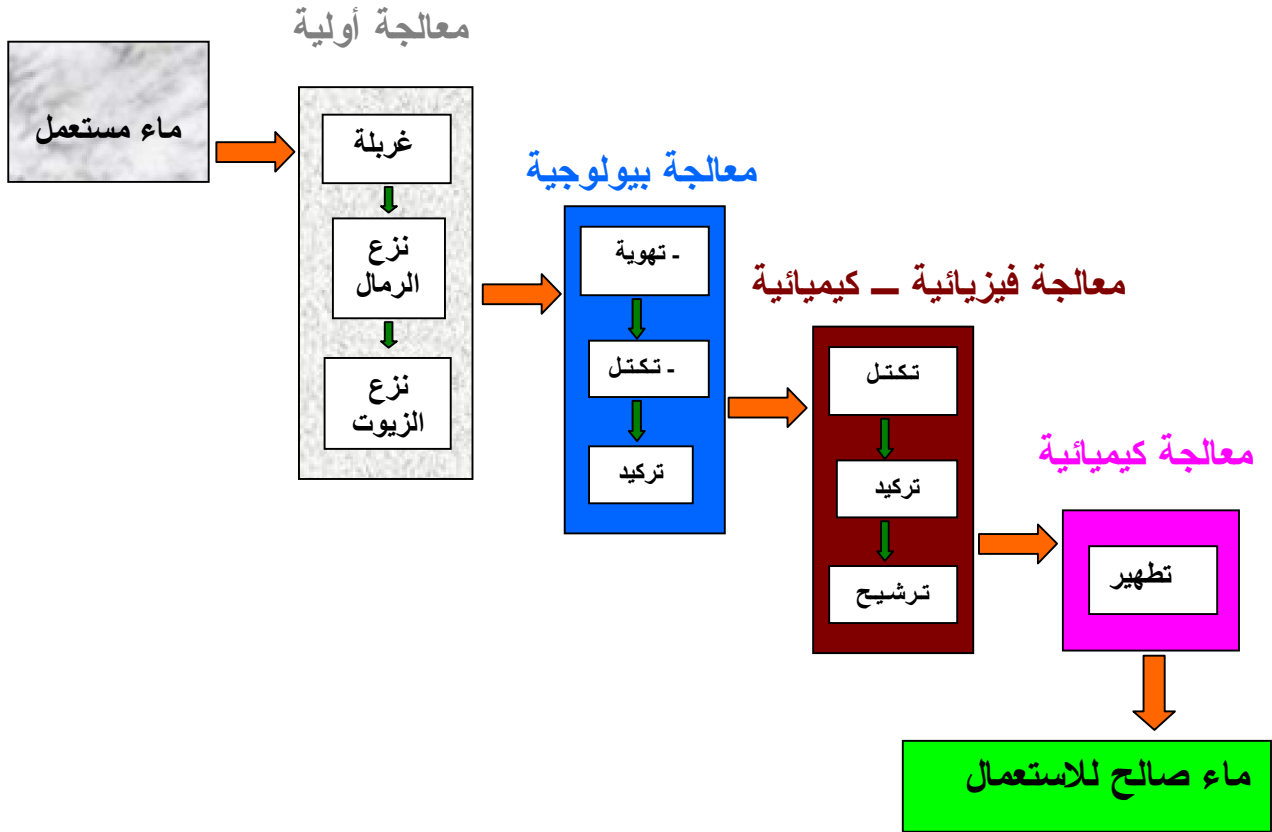 معالجة أولية
ماء مستعمل
غربلة
نزع
الرمال
نزع
الزيوت
معالجة بيولوجية
- تهوية
- تكتل
تركيد
معالجة فيزيائية – كيميائية
تكتل
تركيد
ترشيح
معالجة كيميائية
تطهير
ماء صالح للاستعمال